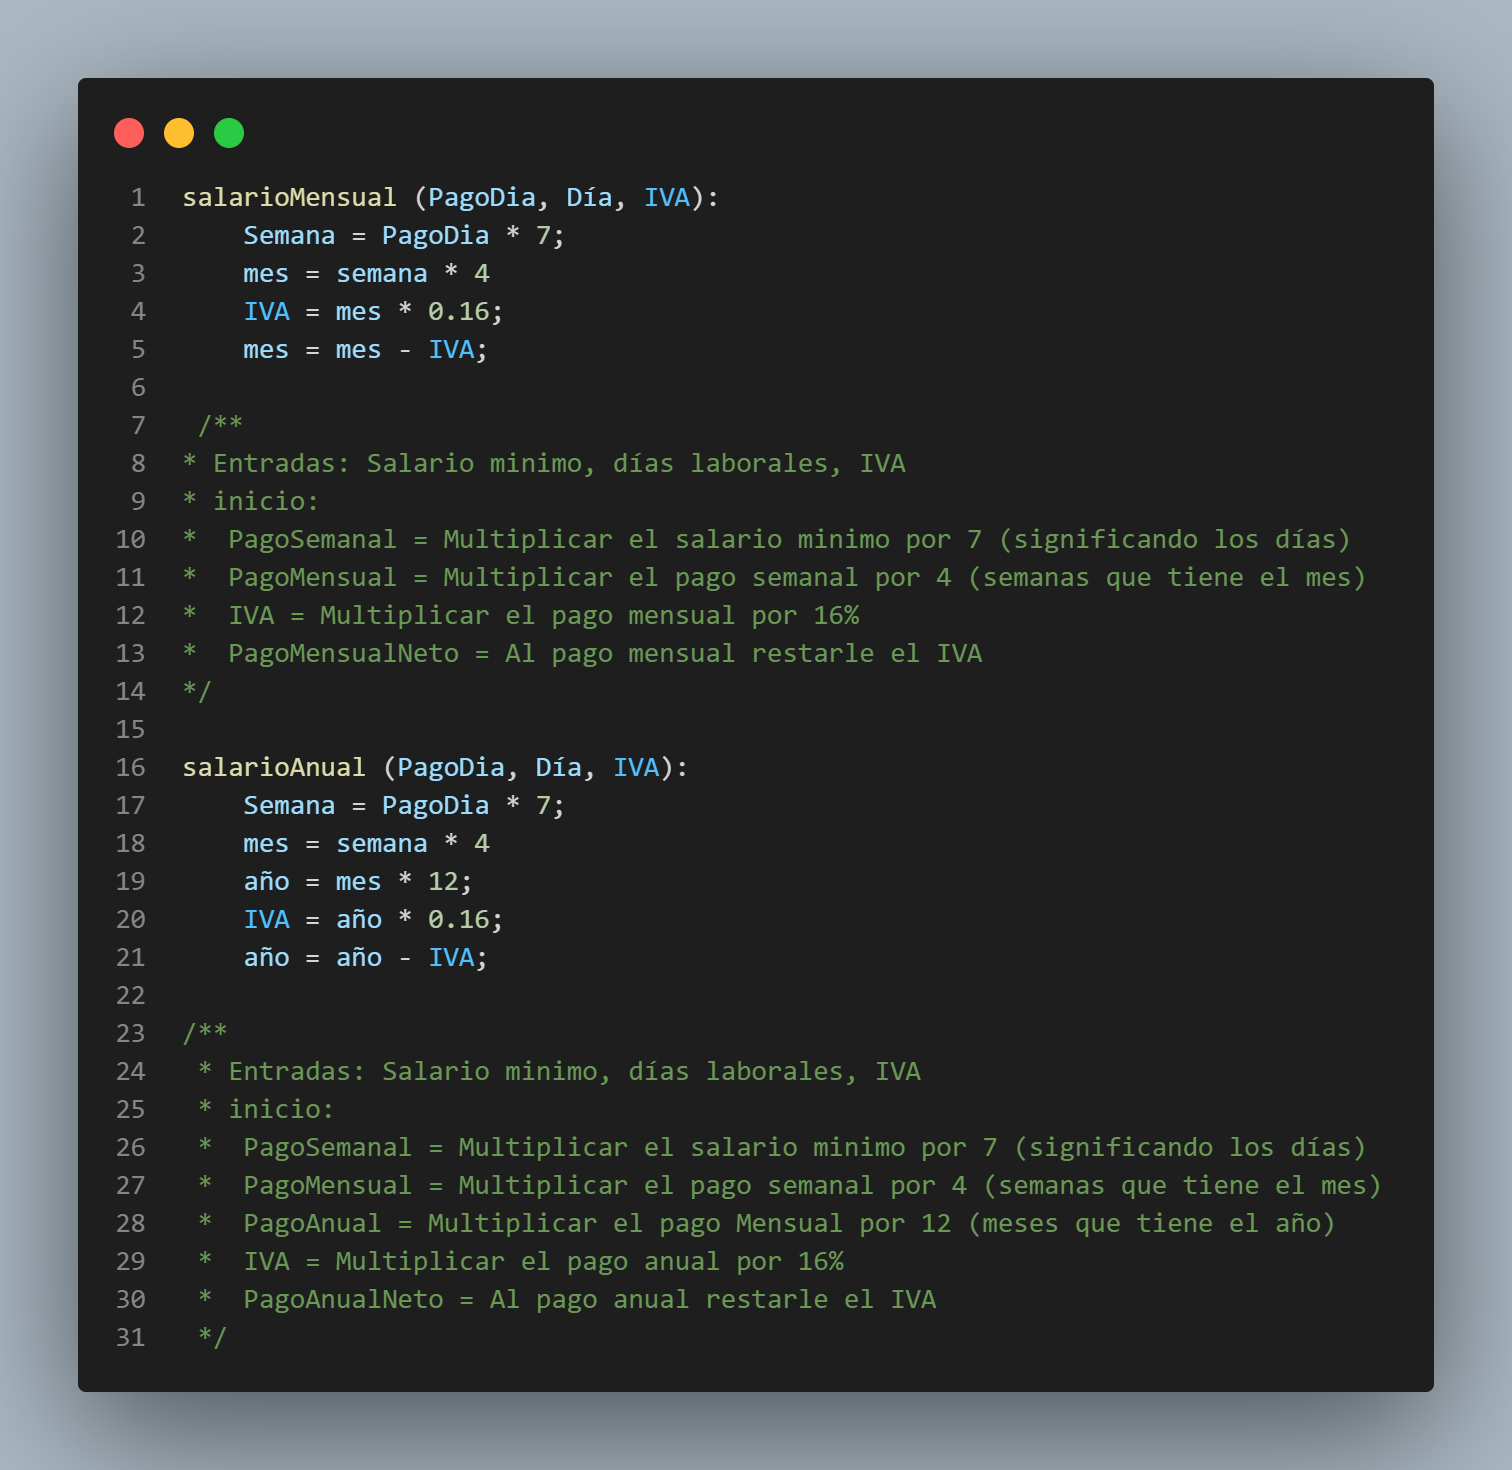 1 salarioMensual (PagoDia, Día, IVA):
2 Semana = PagoDia * 7;
3 mes = semana * 4
4 IVA = mes * 0.16;
5 mes = mes - IVA;
6
7 /**
8 * Entradas: Salario minimo, días laborales, IVA
9 * inicio:
10 *  PagoSemanal = Multiplicar el salario minimo por 7 (significando los días)
11 *  PagoMensual = Multiplicar el pago semanal por 4 (semanas que tiene el mes)
12 *  IVA = Multiplicar el pago mensual por 16%
13 *  PagoMensualNeto = Al pago mensual restarle el IVA
14 */
15
16 salarioAnual (PagoDia, Día, IVA):
17 Semana = PagoDia * 7;
18 mes = semana * 4
19 año = mes * 12;
20 IVA = año * 0.16;
21 año = año - IVA;
22
23 /**
24 * Entradas: Salario minimo, días laborales, IVA
25 * inicio:
26 *  PagoSemanal = Multiplicar el salario minimo por 7 (significando los días)
27 *  PagoMensual = Multiplicar el pago semanal por 4 (semanas que tiene el mes)
28 *  PagoAnual = Multiplicar el pago Mensual por 12 (meses que tiene el año)
29 *  IVA = Multiplicar el pago anual por 16%
30 *  PagoAnualNeto = Al pago anual restarle el IVA
31 */